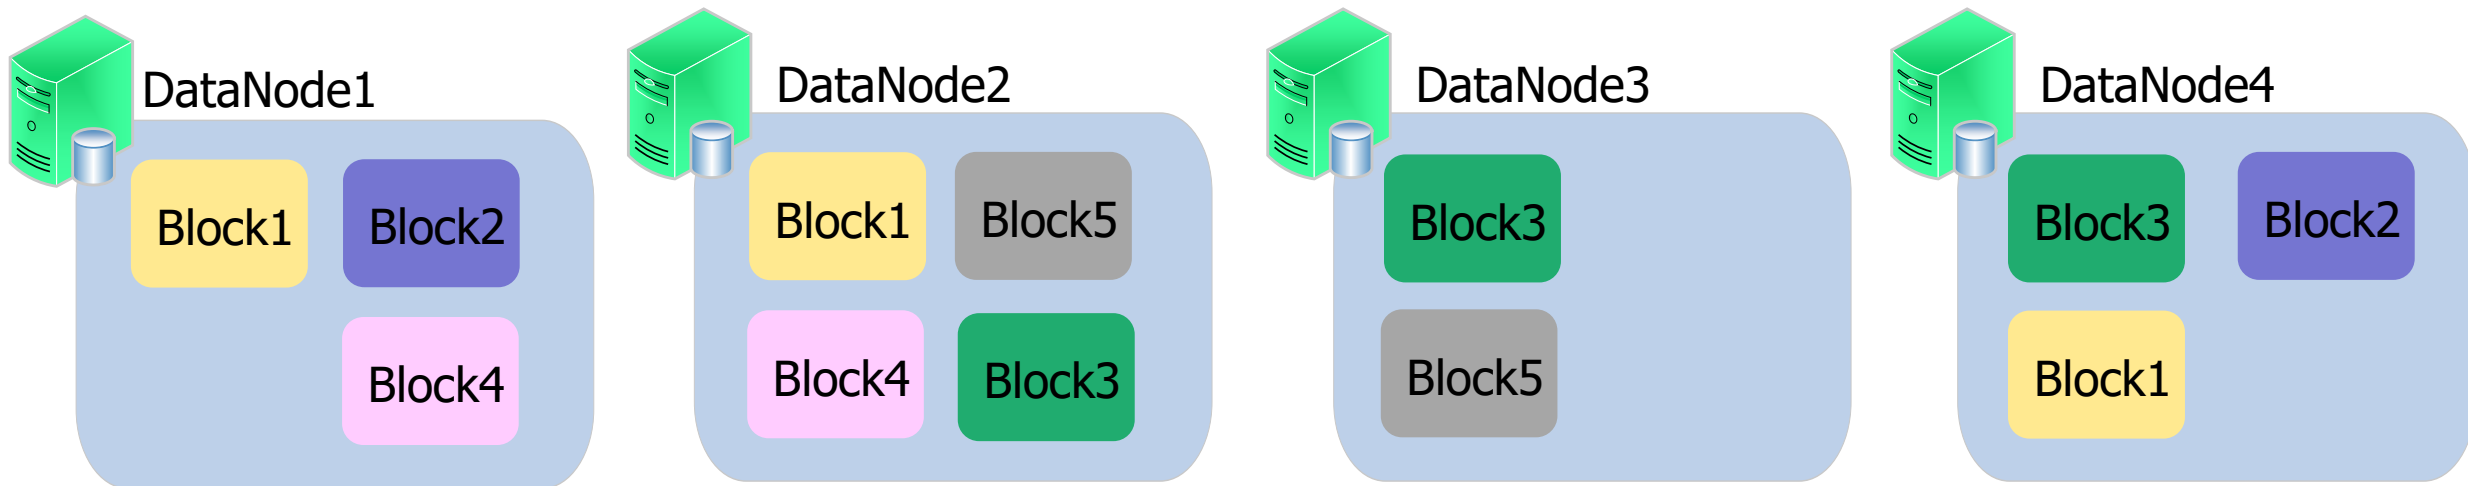 DataNode1
Block1
Block2
Block4
DataNode2
Block1
Block5
Block4
Block3
DataNode3
Block3
Block5
DataNode4
Block3
Block2
Block1